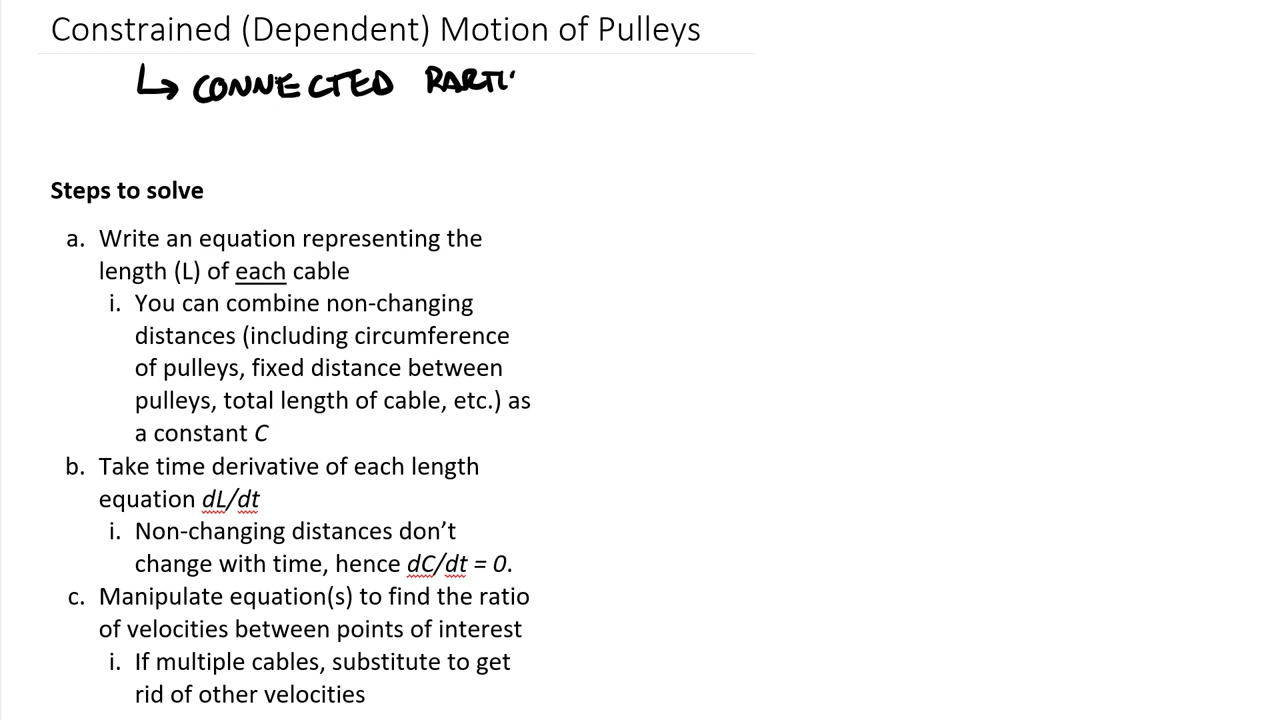 Constrained (Dependent) Motion of Pulleys
↳ CONNECTED PARTI
Steps to solve
a. Write an equation representing the
length (L) of each cable
i. You can combine non-changing
distances (including circumference
of pulleys, fixed distance between
pulleys, total length of cable, etc.) as
a constant C
b. Take time derivative of each length
equation dL/dt
i. Non-changing distances don’t
change with time, hence dC/dt = 0.
c. Manipulate equation(s) to find the ratio
of velocities between points of interest
i. If multiple cables, substitute to get
rid of other velocities